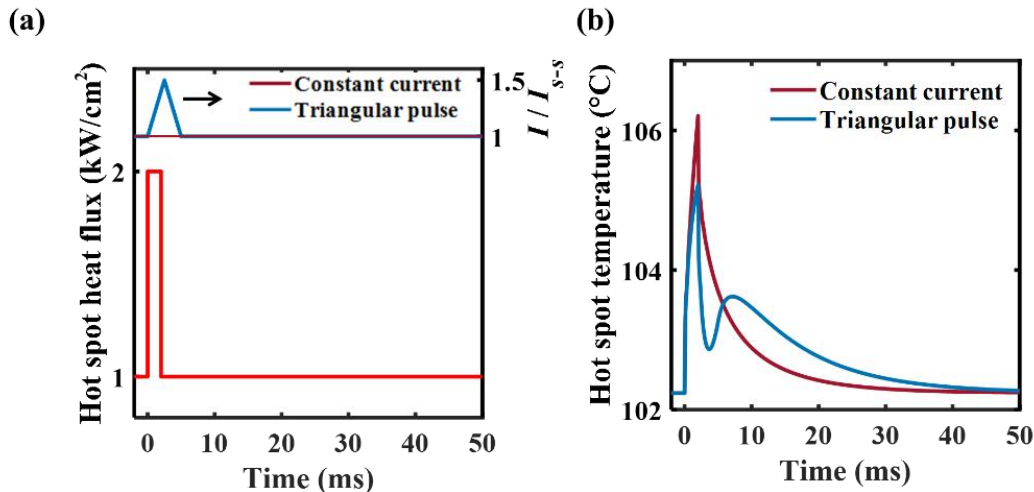 (a)
Hot spot heat flux (kW/cm²)
2
1
Constant current
Triangular pulse
1.5
1
I / I_{s-s}
0 10 20 30 40 50
Time (ms)
(b)
Hot spot temperature (°C)
106
104
102
Constant current
Triangular pulse
0 10 20 30 40 50
Time (ms)